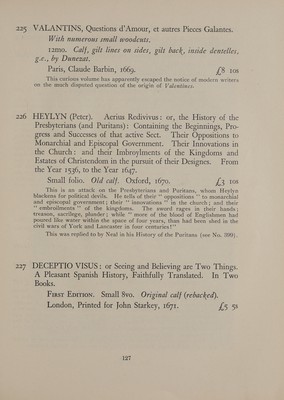 225 VALANTINS, Questions d'Amour, et autres Pieces Galantes.
With numerous small woodcuts.
12mo. Calf, gilt lines on sides, gilt back, inside dentelles,
g.e., by Dunezat.
Paris, Claude Barbin, 1669. £8 10s
This curious volume has apparently escaped the notice of modern writers
on the much disputed question of the origin of Valentines.
226 HEYLYN (Peter). Aerius Redivivus: or, the History of the
Presbyterians (and Puritans): Containing the Beginnings, Pro-
gress and Successes of that active Sect. Their Oppositions to
Monarchial and Episcopal Government. Their Innovations in
the Church: and their Imbroylments of the Kingdoms and
Estates of Christendom in the pursuit of their Designes. From
the Year 1536, to the Year 1647.
Small folio. Old calf. Oxford, 1670. £3 10s
This is an attack on the Presbyterians and Puritans, whom Heylyn
blackens for political devils. He tells of their " oppositions " to monarchial
and episcopal government; their " innovations " in the church; and their
" embroilments " of the kingdoms. The sword rages in their hands:
treason, sacrilege, plunder; while " more of the blood of Englishmen had
poured like water within the space of four years, than had been shed in the
civil wars of York and Lancaster in four centuries!"
This was replied to by Neal in his History of the Puritans (see No. 399).
227 DECEPTIO VISUS: or Seeing and Believing are Two Things.
A Pleasant Spanish History, Faithfully Translated. In Two
Books.
FIRST EDITION. Small 8vo. Original calf (rebacked).
London, Printed for John Starkey, 1671. £5 5s
127